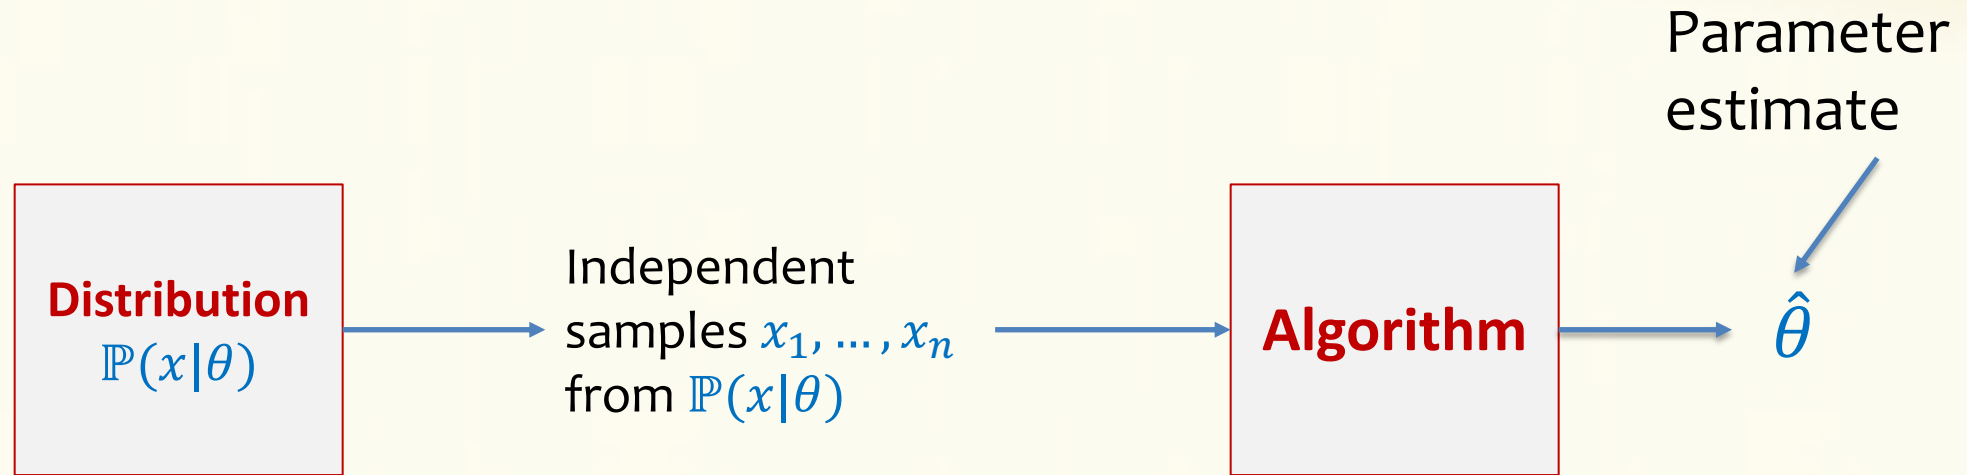 Parameter
estimate
Distribution
ℙ(x|θ)
Independent
samples x₁, … , xₙ
from ℙ(x|θ)
Algorithm
θ̂